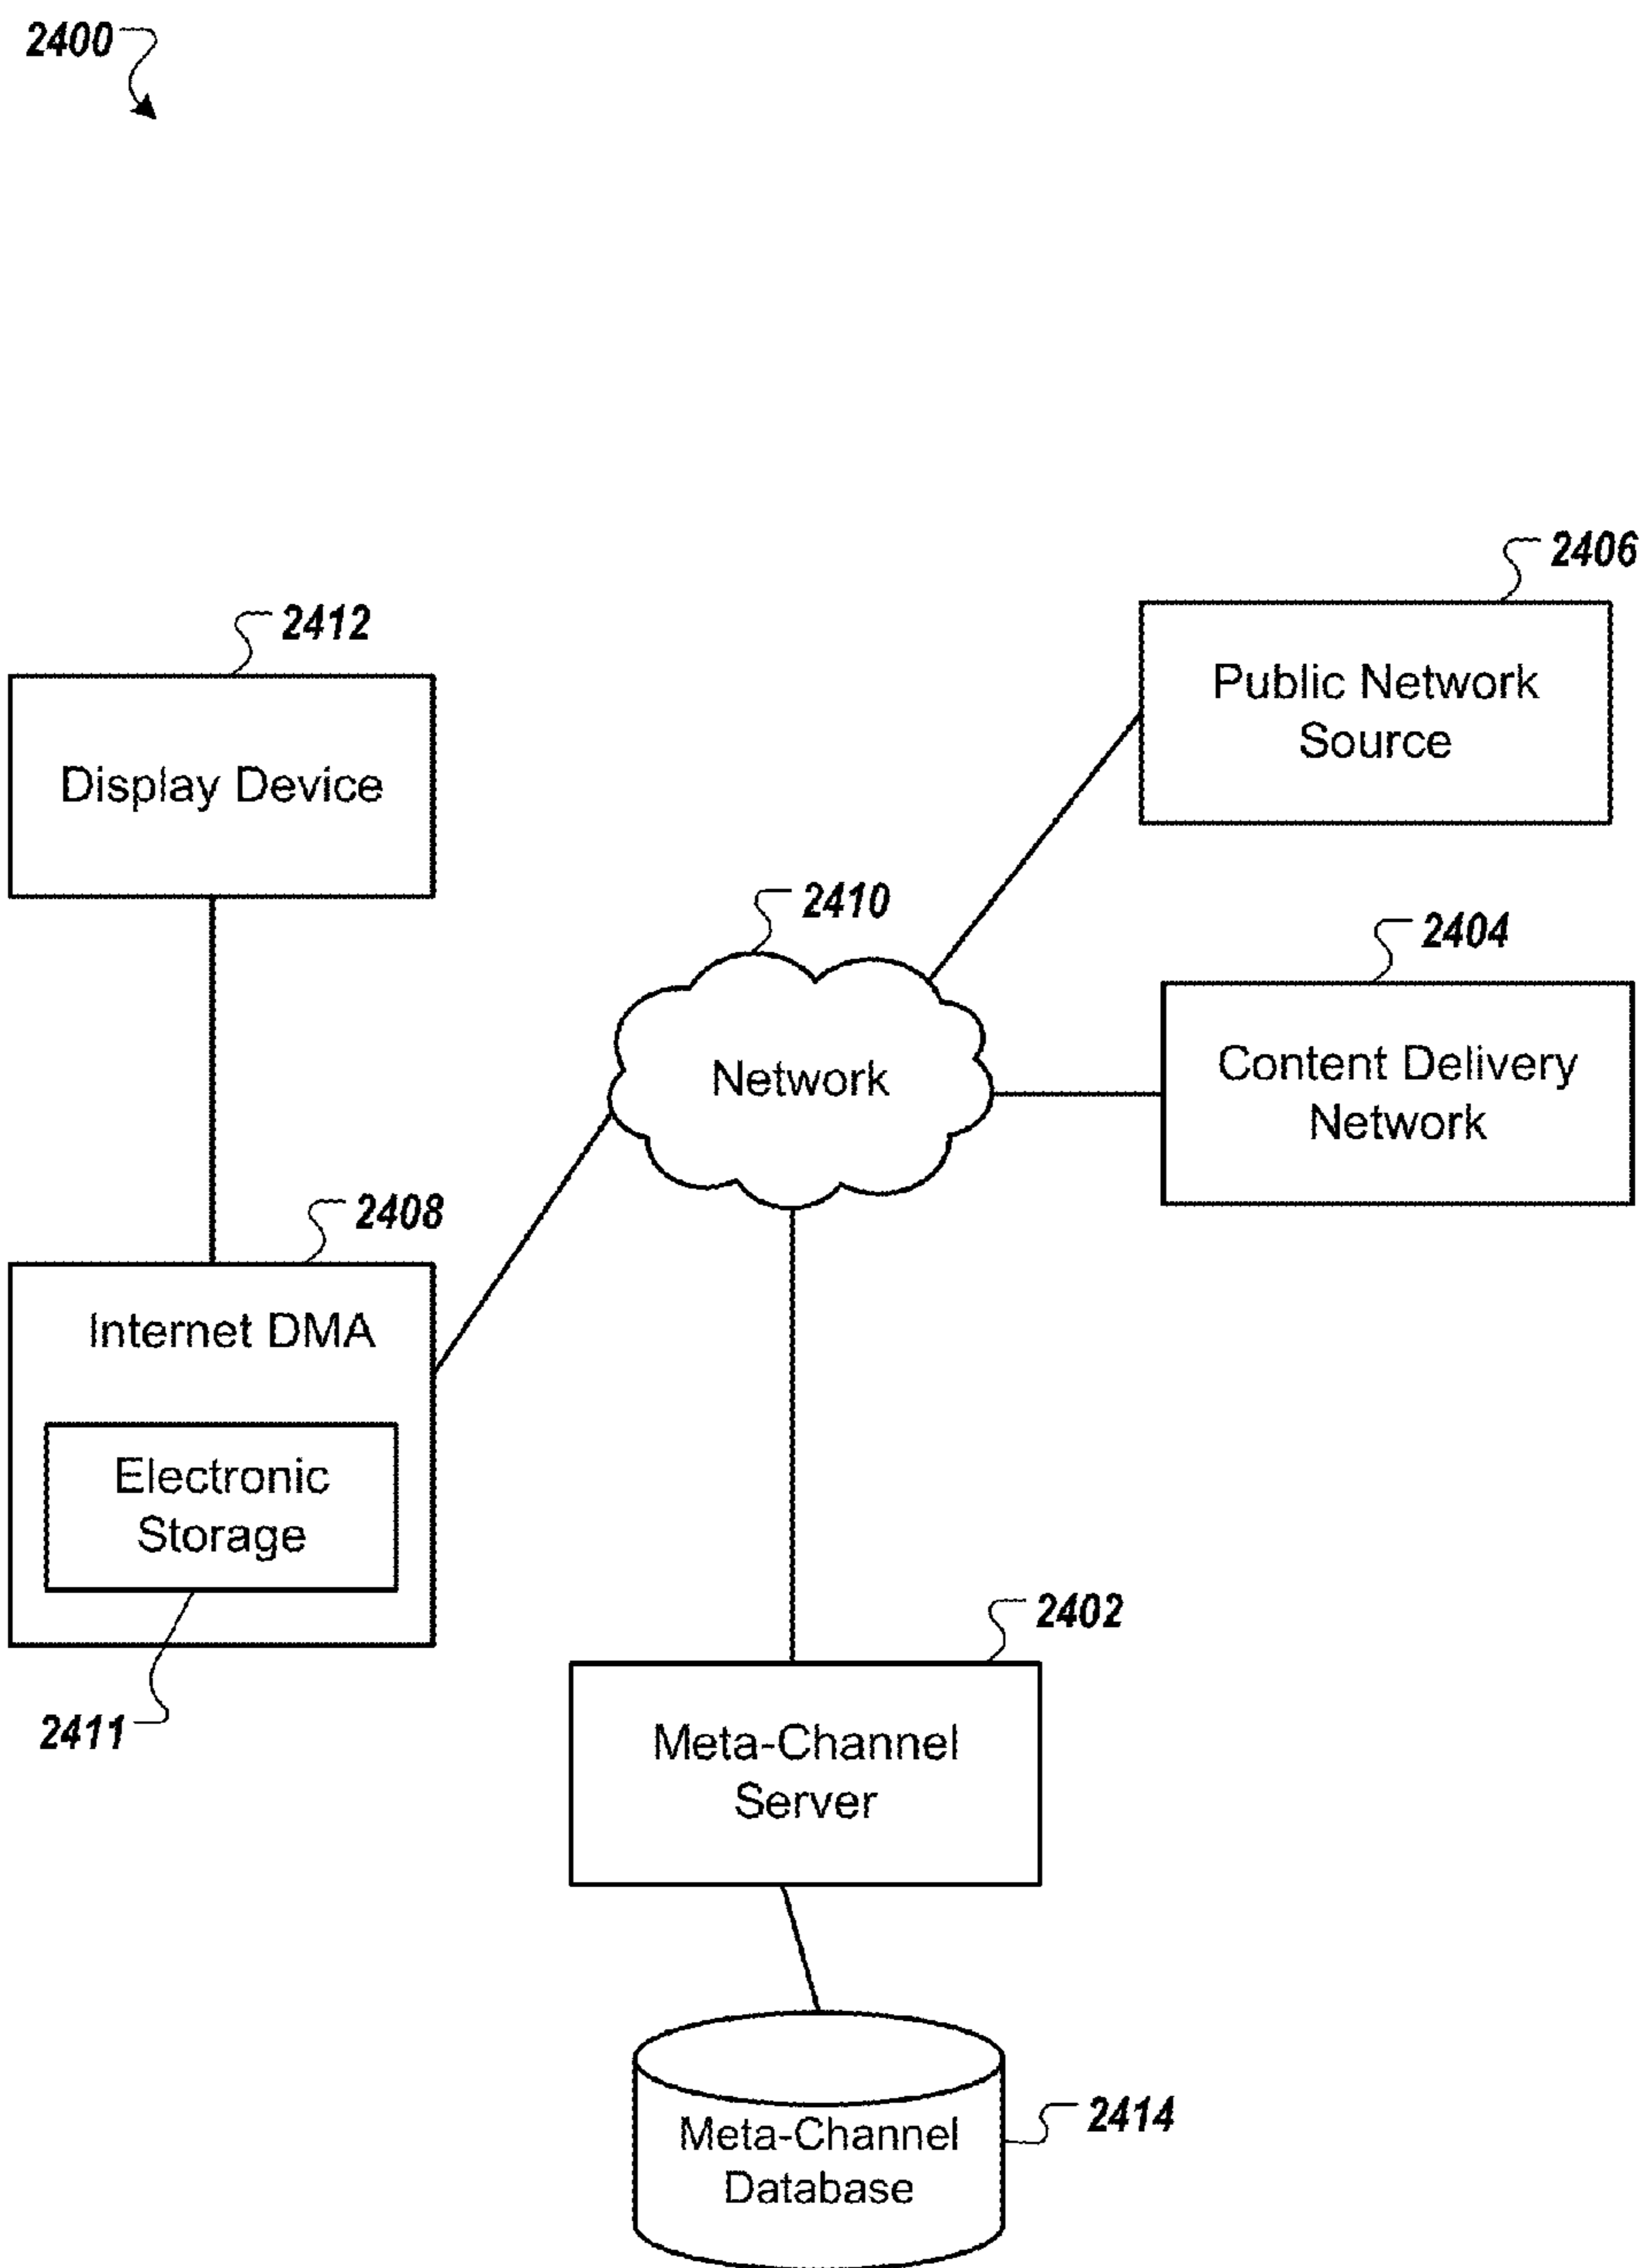 2400
2406
Public Network
Source
2412
Display Device
2410
Network
2404
Content Delivery
Network
2408
Internet DMA
Electronic
Storage
2411
2402
Meta-Channel
Server
Meta-Channel
Database
2414